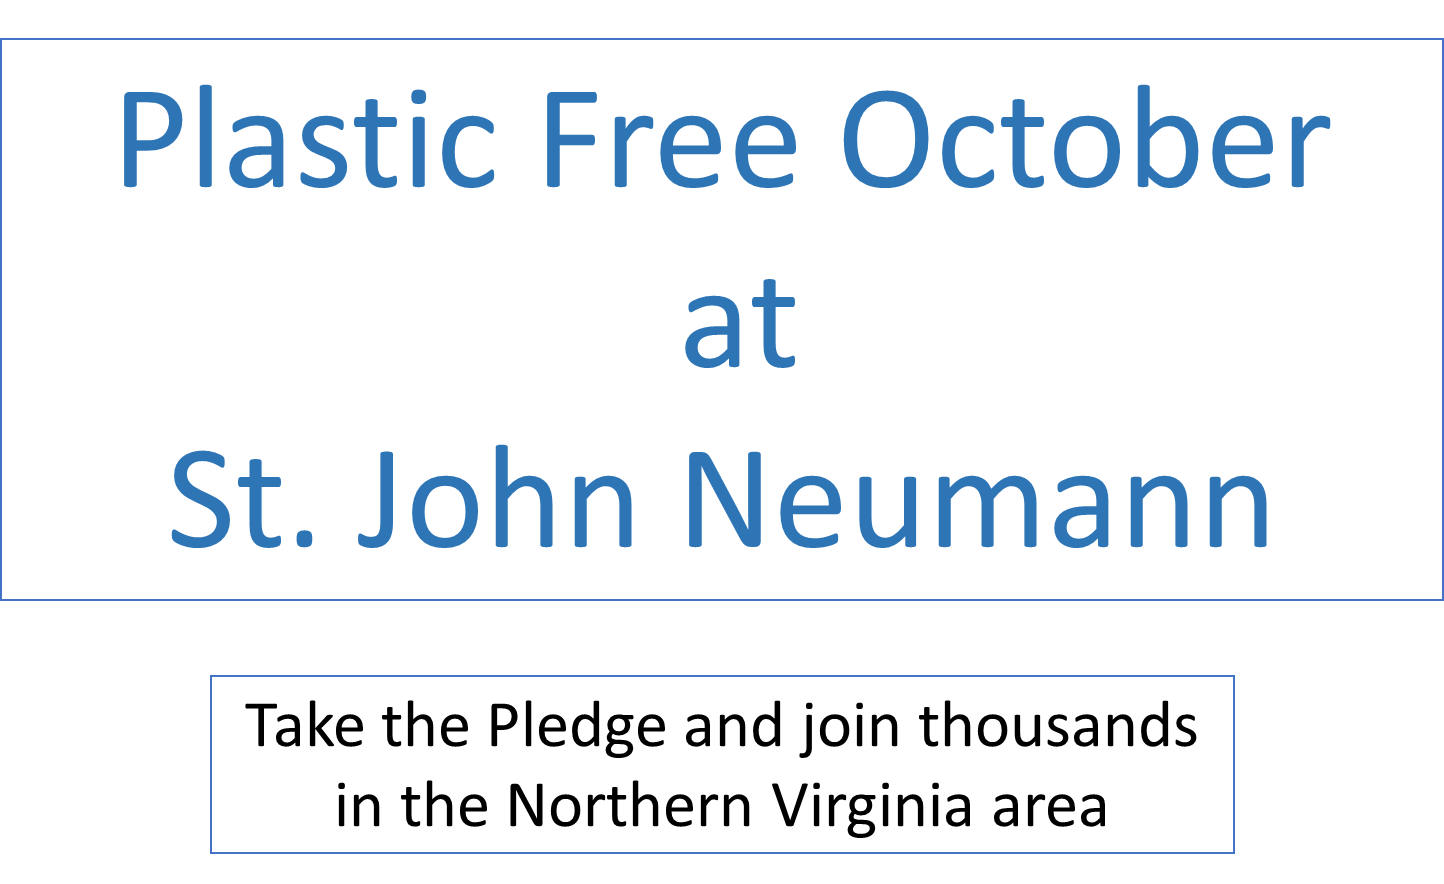 Plastic Free October
at
St. John Neumann
Take the Pledge and join thousands
in the Northern Virginia area